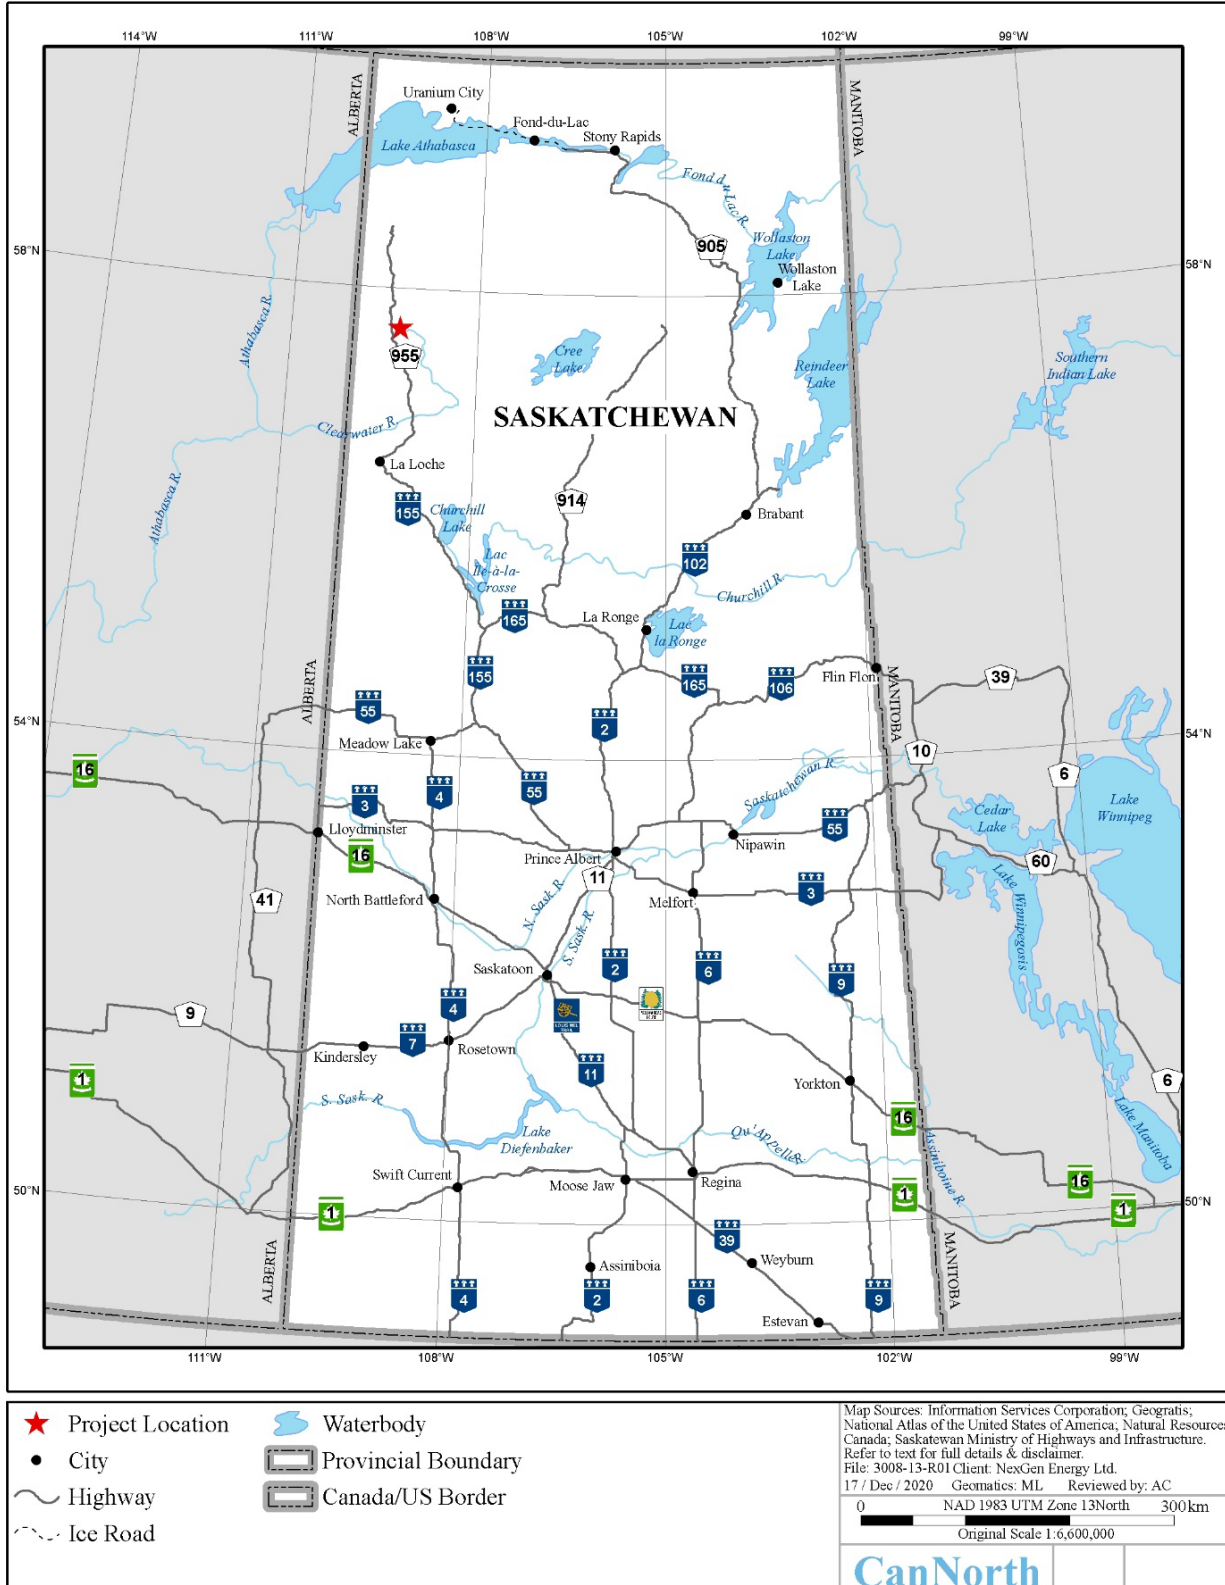 114°W 111°W 108°W 105°W 102°W 99°W
ALBERTA
MANITOBA
Uranium City
Fond-du-Lac
Stony Rapids
Lake Athabasca
Fond du Lac R.
58°N
58°N
905
Wollaston
Lake
Wollaston
Lake
Athabasca R.
955
Cree
Lake
Reindeer
Lake
Southern
Indian Lake
SASKATCHEWAN
Clearwater R.
La Loche
Athabasca R.
155
914
Churchill
Lake
Brabant
Lac
Île-à-la-
Crosse
102
Churchill R.
165
La Ronge
Lac
la Ronge
ALBERTA
MANITOBA
155
165
106
Flin Flon
39
55
2
54°N
54°N
Meadow Lake
10
16
4
55
Saskatchewan R.
6
3
Lake
Winnipeg
Cedar
Lake
Lloydminster
55
Nipawin
16
Prince Albert
60
11
41
North Battleford
N. Sask. R.
Melfort
3
Lake Winnipegosis
S. Sask. R.
Saskatoon
2
6
9
9
4
7
Kindersley
Rosetown
11
1
Yorkton
6
S. Sask. R.
16
Lake Manitoba
Lake
Diefenbaker
Qu'Appelle R.
Assiniboine R.
Swift Current
Moose Jaw
Regina
50°N
50°N
1
1
16
1
39
ALBERTA
MANITOBA
Assiniboia
Weyburn
4
2
6
9
Estevan
111°W 108°W 105°W 102°W 99°W
Project Location
Waterbody
City
Provincial Boundary
Highway
Canada/US Border
Ice Road
Map Sources: Information Services Corporation; Geogratis;
National Atlas of the United States of America; Natural Resources
Canada; Saskatewan Ministry of Highways and Infrastructure.
Refer to text for full details & disclaimer.
File: 3008-13-R01 Client: NexGen Energy Ltd.
17 / Dec / 2020 Geomatics: ML Reviewed by: AC
0 NAD 1983 UTM Zone 13North 300km
Original Scale 1:6,600,000
CanNorth